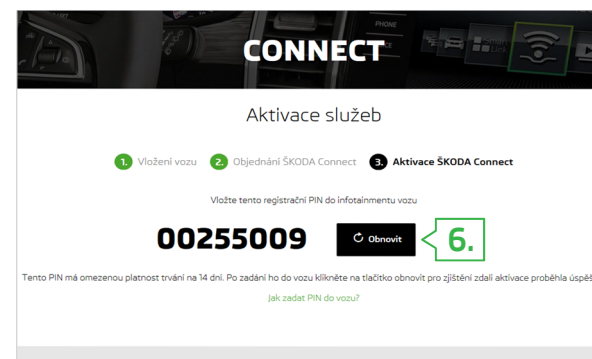 PHONE
CONNECT
Aktivace služeb
1. Vložení vozu 2. Objednání ŠKODA Connect 3. Aktivace ŠKODA Connect
Vložte tento registrační PIN do infotainmentu vozu
00255009 Obnovit 6.
Tento PIN má omezenou platnost trvání na 14 dní. Po zadání ho do vozu klikněte na tlačítko obnovit pro zjištění zdali aktivace proběhla
Jak zadat PIN do vozu?